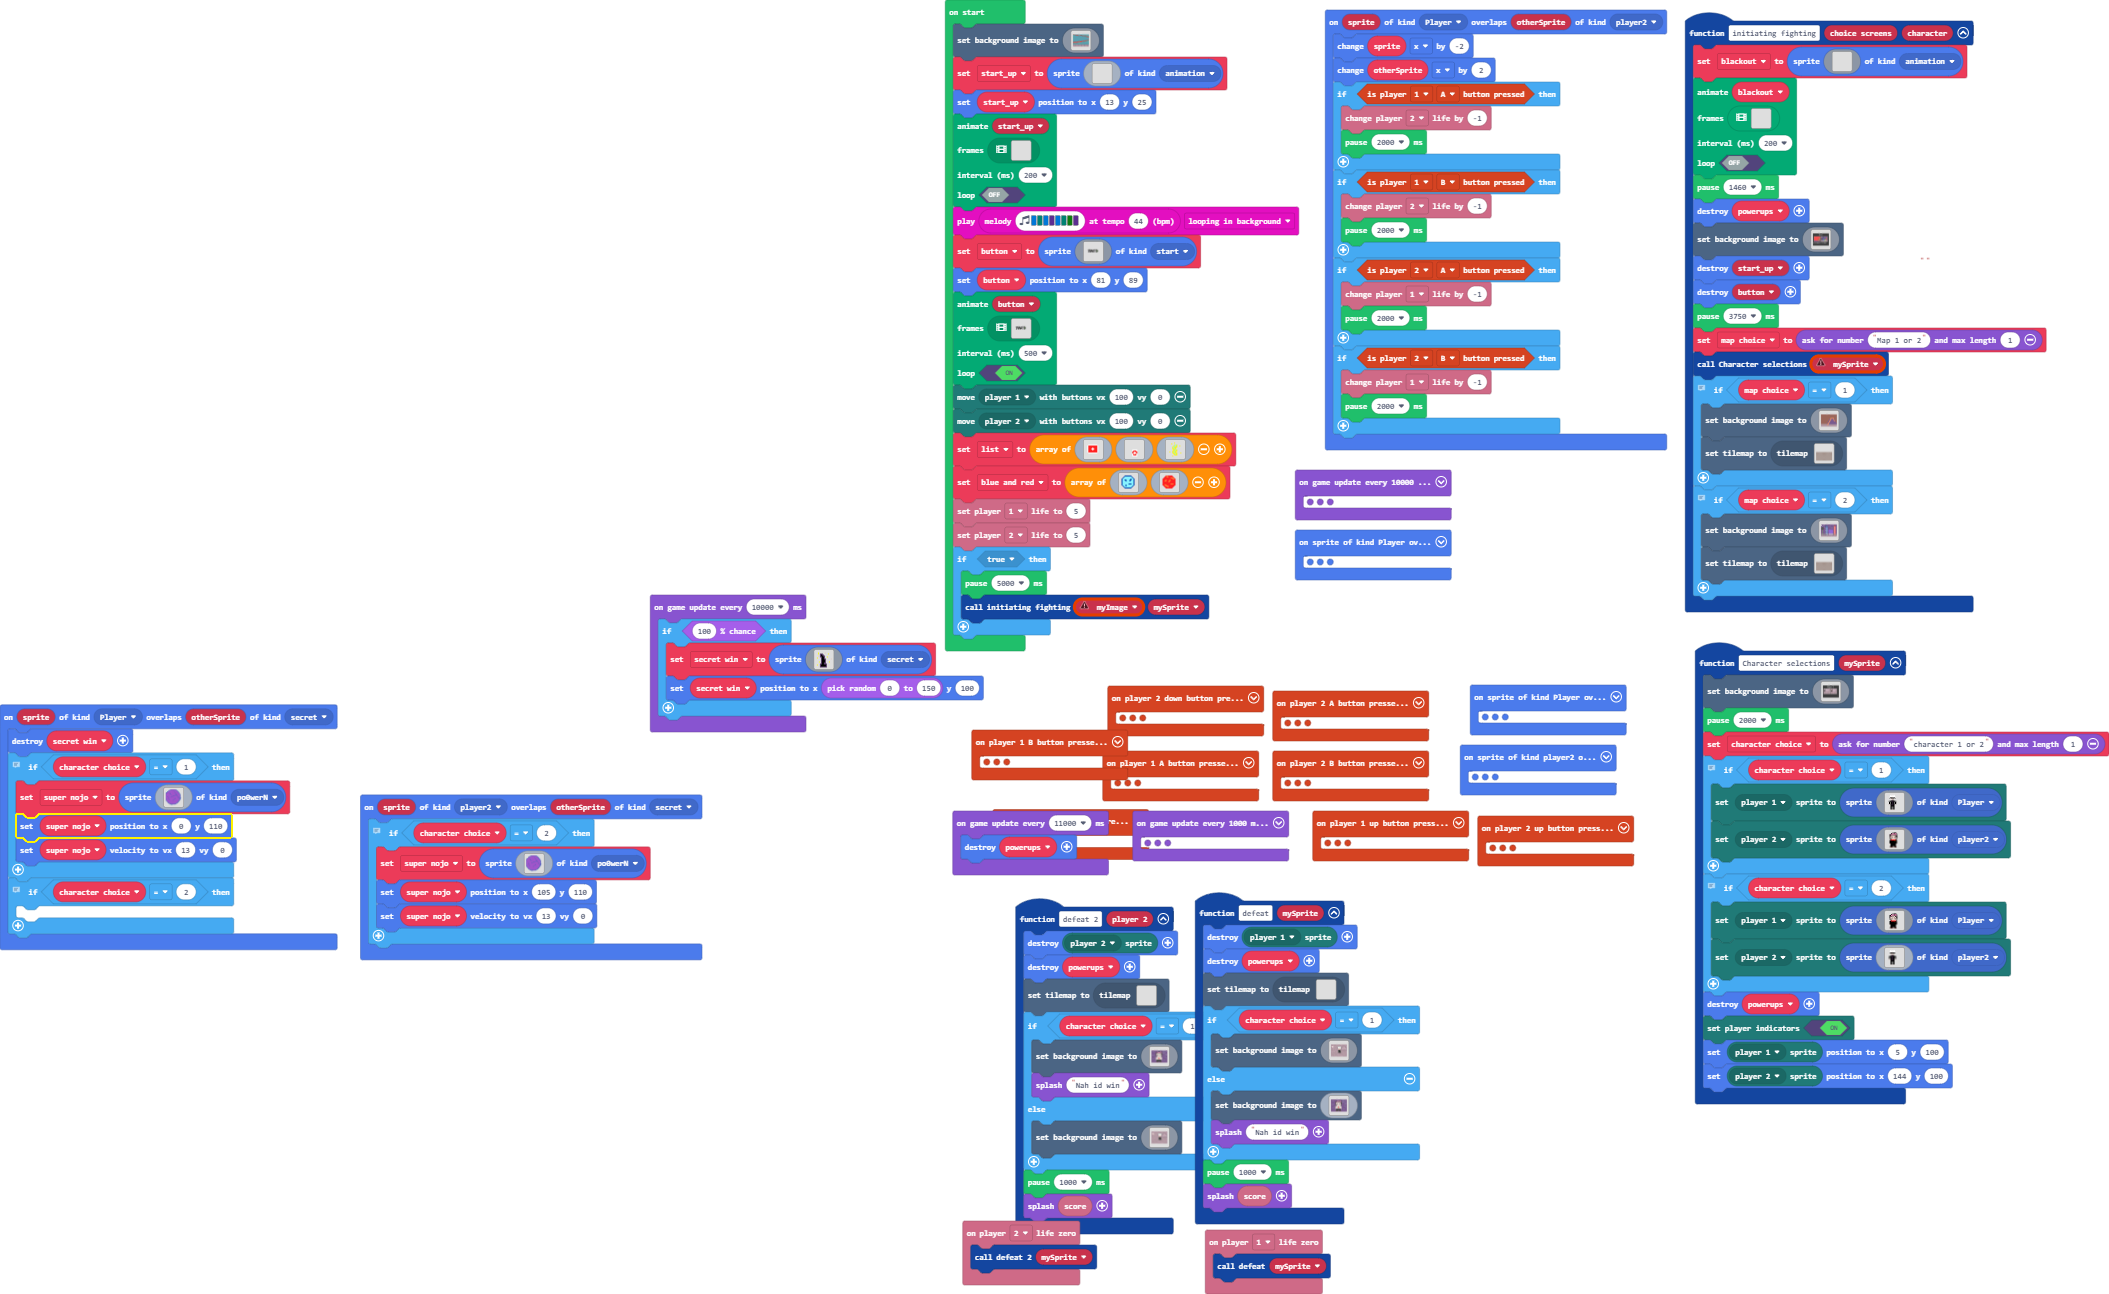 on start
set background image to
set start_up to sprite of kind animation
set start_up position to x 13 y 25
animate start_up
frames
interval (ms) 200
loop OFF
play melody at tempo 44 (bpm) looping in background
set button to sprite of kind start
set button position to x 81 y 89
animate button
frames
interval (ms) 500
loop ON
move player 1 with buttons vx 100 vy 0
move player 2 with buttons vx 100 vy 0
set list to array of
set blue and red to array of
set player 1 life to 5
set player 2 life to 5
if true then
pause 5000 ms
call initiating fighting myImage mySprite
on sprite of kind Player overlaps otherSprite of kind player2
change sprite x by -2
change otherSprite x by 2
if is player 1 A button pressed then
change player 2 life by -1
pause 2000 ms
if is player 1 B button pressed then
change player 2 life by -1
pause 2000 ms
if is player 2 A button pressed then
change player 1 life by -1
pause 2000 ms
if is player 2 B button pressed then
change player 1 life by -1
pause 2000 ms
on game update every 10000 ...
on sprite of kind Player ov...
function initiating fighting choice screens character
set blackout to sprite of kind animation
animate blackout
frames
interval (ms) 200
loop OFF
pause 1460 ms
destroy powerups
set background image to
destroy start_up
destroy button
pause 3750 ms
set map choice to ask for number "Map 1 or 2" and max length 1
call Character selections mySprite
if map choice = 1 then
set background image to
set tilemap to tilemap
if map choice = 2 then
set background image to
set tilemap to tilemap
on game update every 10000 ms
if 100 % chance then
set secret win to sprite of kind secret
set secret win position to x pick random 0 to 150 y 100
on sprite of kind Player overlaps otherSprite of kind secret
destroy secret win
if character choice = 1 then
set super nojo to sprite of kind po0werN
set super nojo position to x 0 y 110
set super nojo velocity to vx 13 vy 0
if character choice = 2 then
on sprite of kind player2 overlaps otherSprite of kind secret
if character choice = 2 then
set super nojo to sprite of kind po0werN
set super nojo position to x 105 y 110
set super nojo velocity to vx 13 vy 0
on player 2 down button pre...
on player 2 A button presse...
on player 1 B button presse...
on player 1 A button presse...
on player 2 B button presse...
on sprite of kind Player ov...
on sprite of kind player2 o...
on game update every 11000 ms
destroy powerups
re...
on game update every 1000 m...
on player 1 up button press...
on player 2 up button press...
function Character selections mySprite
set background image to
pause 2000 ms
set character choice to ask for number "character 1 or 2" and max length 1
if character choice = 1 then
set player 1 sprite to sprite of kind Player
set player 2 sprite to sprite of kind player2
if character choice = 2 then
set player 1 sprite to sprite of kind Player
set player 2 sprite to sprite of kind player2
destroy powerups
set player indicators ON
set player 1 sprite position to x 5 y 100
set player 2 sprite position to x 144 y 100
function defeat 2 player 2
destroy player 2 sprite
destroy powerups
set tilemap to tilemap
if character choice = 1
set background image to
splash "Nah id win"
else
set background image to
pause 1000 ms
splash score
on player 2 life zero
call defeat 2 mySprite
function defeat mySprite
destroy player 1 sprite
destroy powerups
set tilemap to tilemap
if character choice = 1 then
set background image to
else
set background image to
splash "Nah id win"
pause 1000 ms
splash score
on player 1 life zero
call defeat mySprite